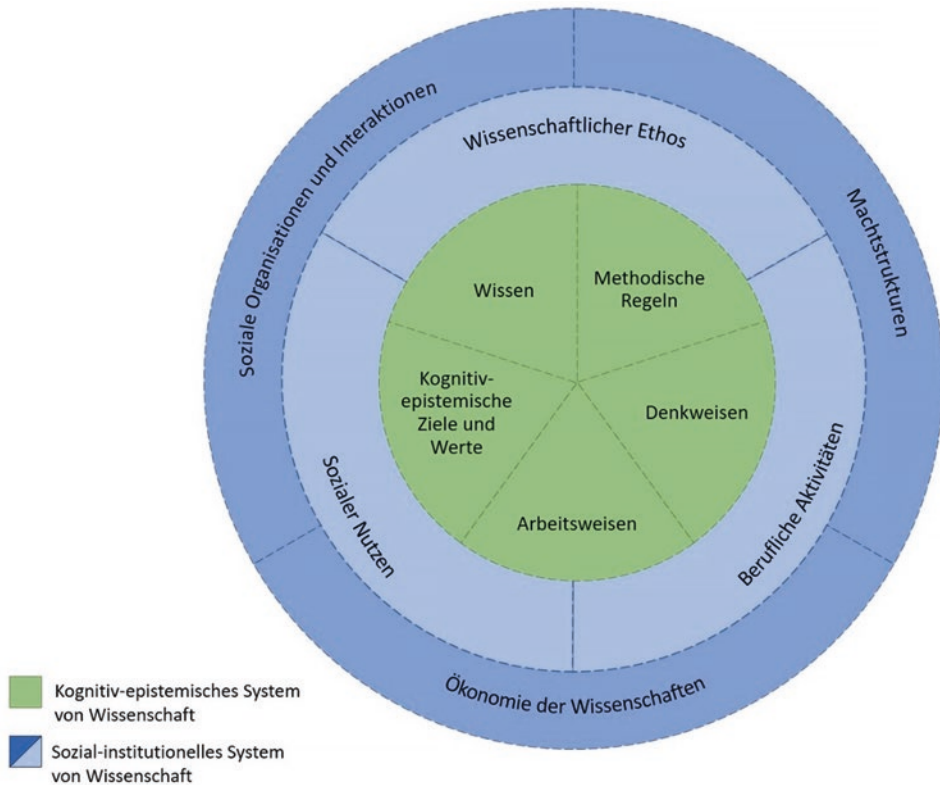 Soziale Organisationen und Interaktionen
Machtstrukturen
Ökonomie der Wissenschaften
Wissenschaftlicher Ethos
Berufliche Aktivitäten
Sozialer Nutzen
Wissen
Methodische
Regeln
Kognitiv-
epistemische
Ziele und
Werte
Denkweisen
Arbeitsweisen
Kognitiv-epistemisches System
von Wissenschaft
Sozial-institutionelles System
von Wissenschaft